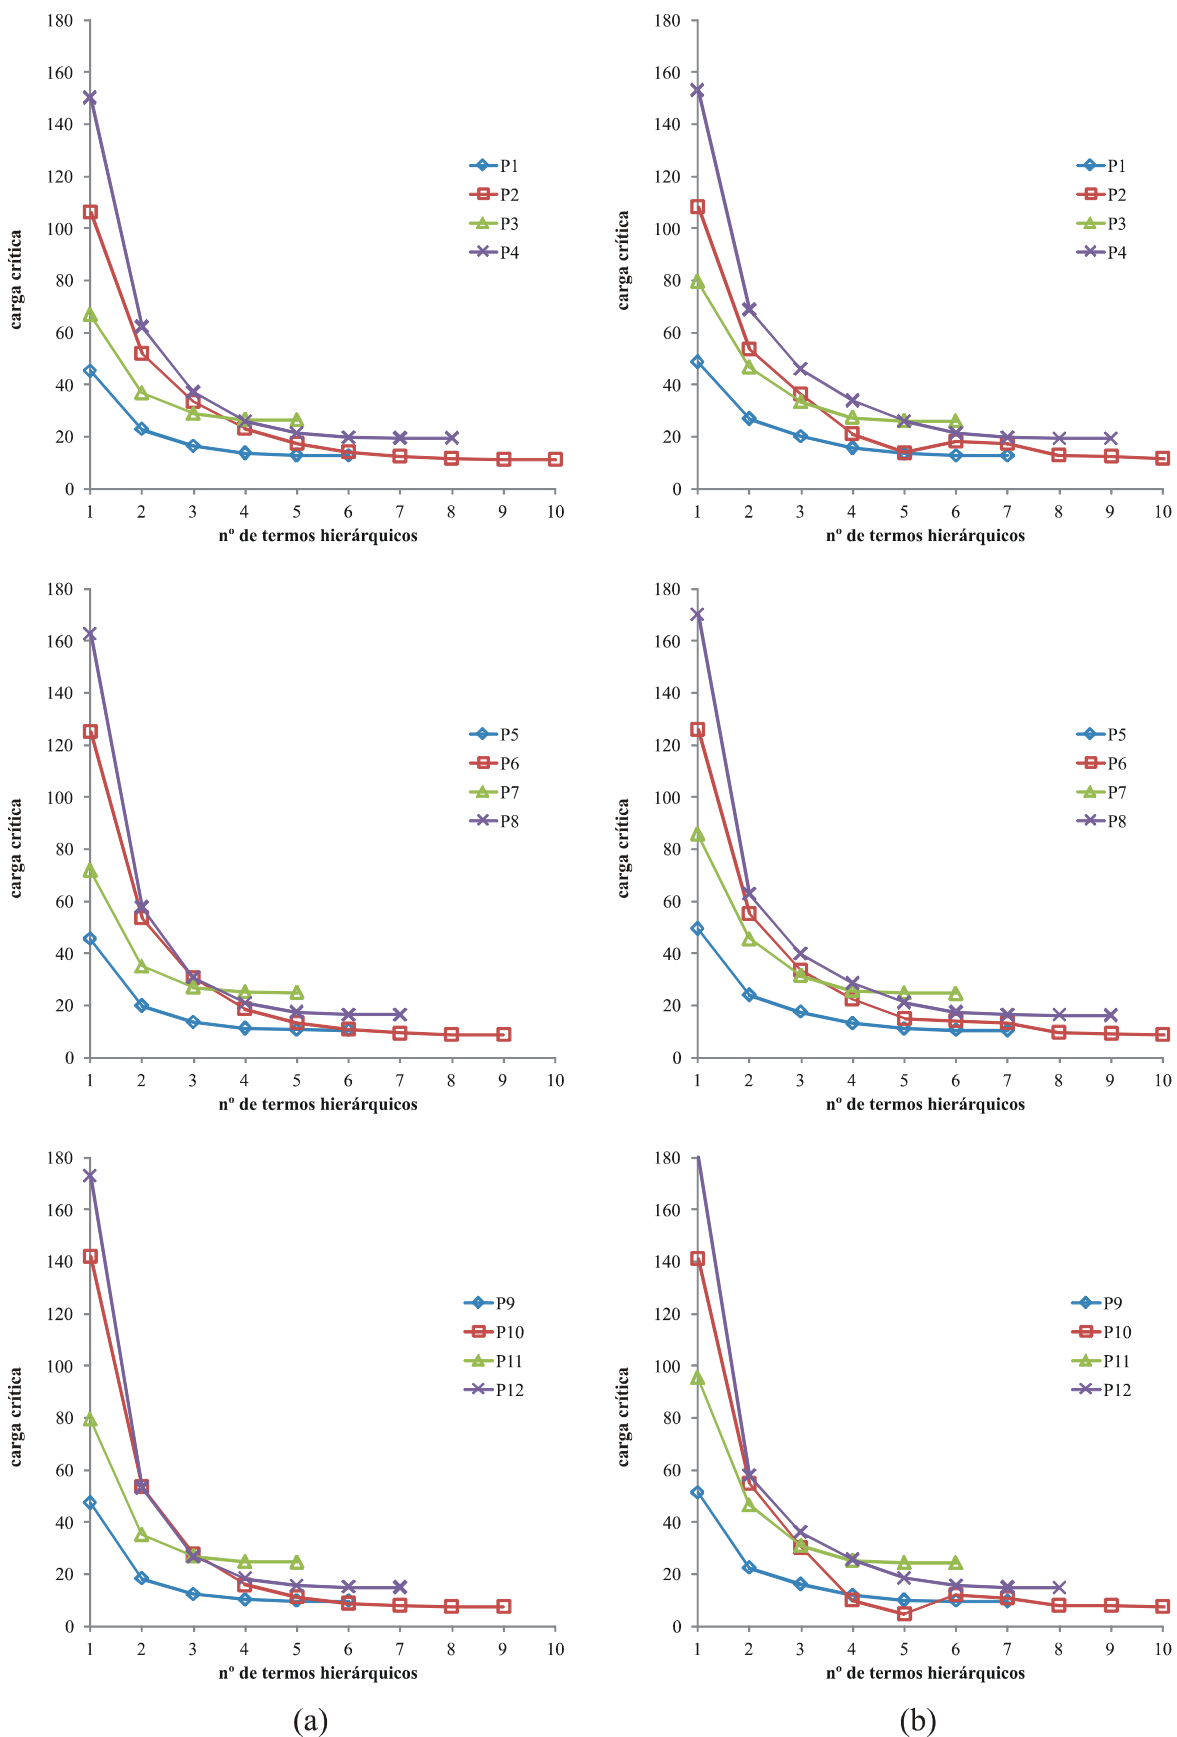 180
160
140
120
100
80
60
40
20
0
carga crítica
P1
P2
P3
P4
1 2 3 4 5 6 7 8 9 10
nº de termos hierárquicos
180
160
140
120
100
80
60
40
20
0
carga crítica
P1
P2
P3
P4
1 2 3 4 5 6 7 8 9 10
nº de termos hierárquicos
180
160
140
120
100
80
60
40
20
0
carga crítica
P5
P6
P7
P8
1 2 3 4 5 6 7 8 9 10
nº de termos hierárquicos
180
160
140
120
100
80
60
40
20
0
carga crítica
P5
P6
P7
P8
1 2 3 4 5 6 7 8 9 10
nº de termos hierárquicos
180
160
140
120
100
80
60
40
20
0
carga crítica
P9
P10
P11
P12
1 2 3 4 5 6 7 8 9 10
nº de termos hierárquicos
180
160
140
120
100
80
60
40
20
0
carga crítica
P9
P10
P11
P12
1 2 3 4 5 6 7 8 9 10
nº de termos hierárquicos
(a)
(b)